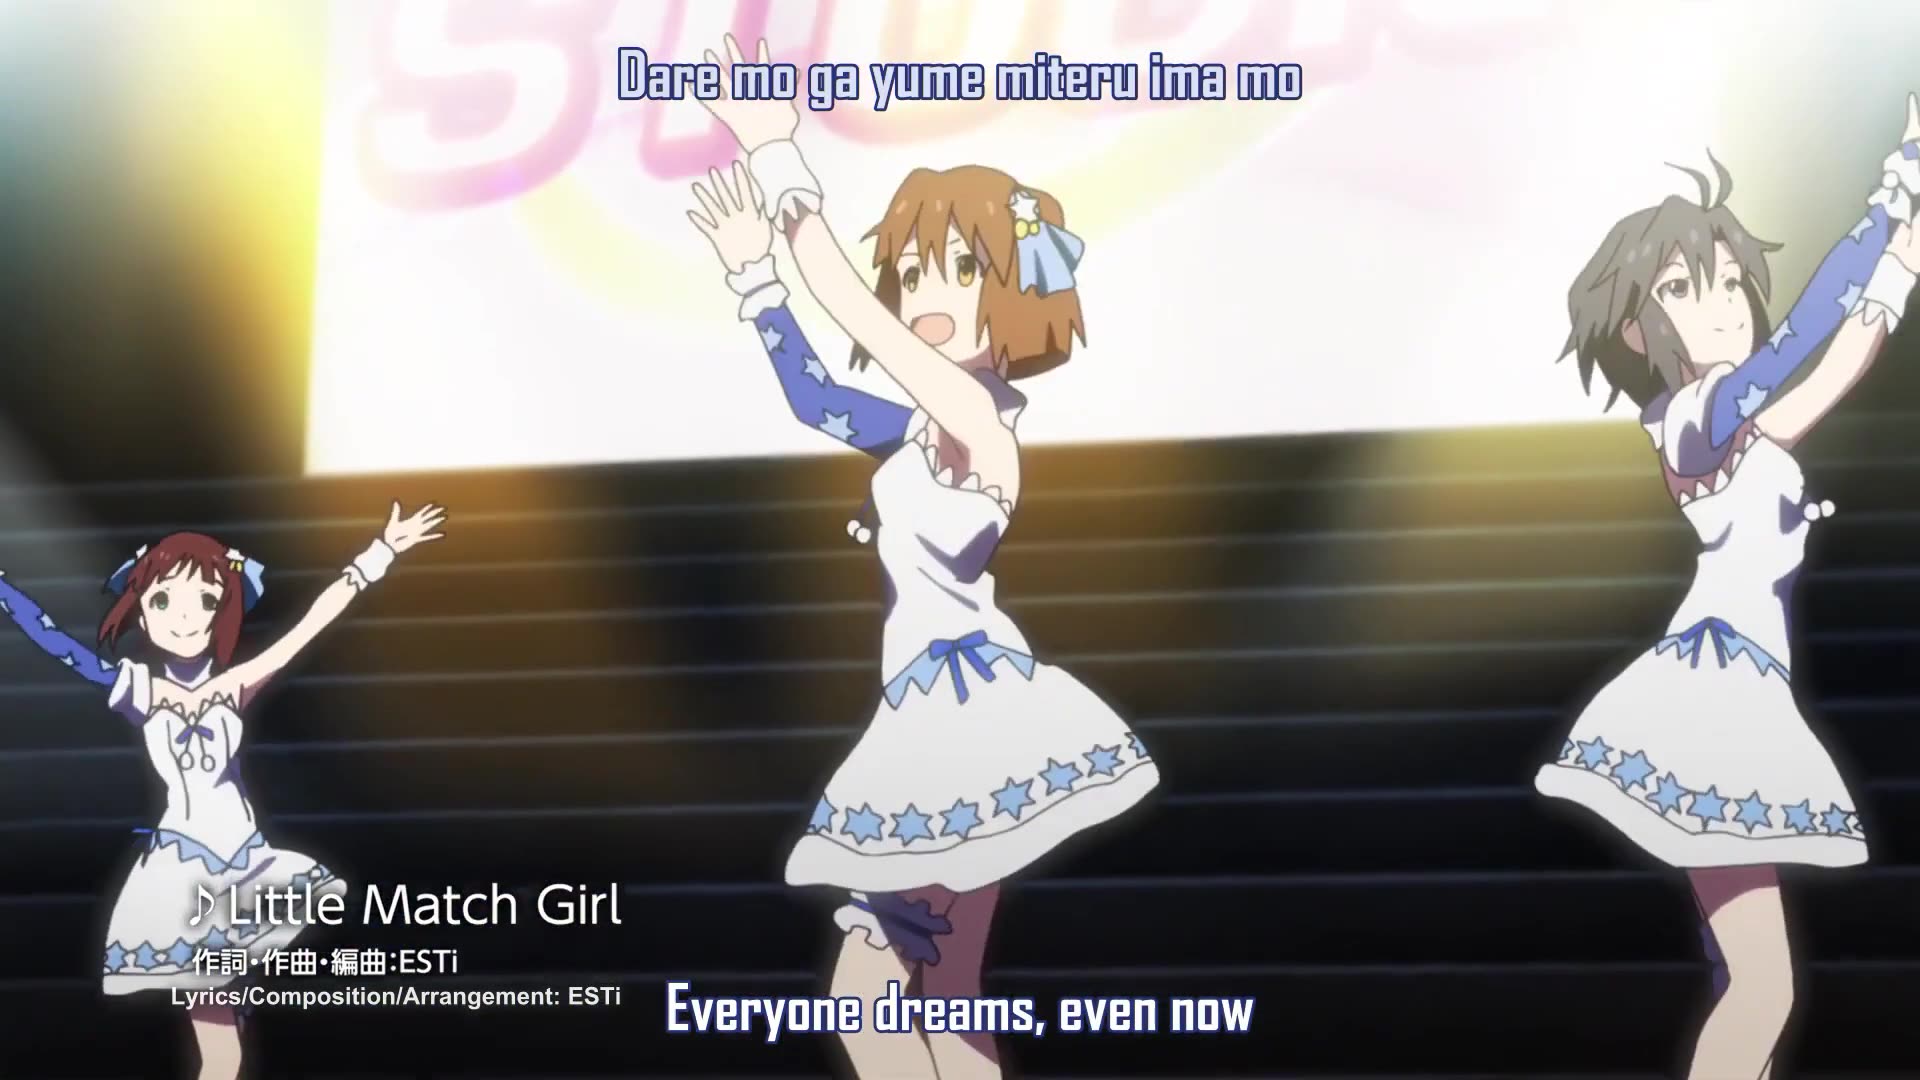 STUDIO
Dare mo ga yume miteru ima mo
♪Little Match Girl
作詞・作曲・編曲:ESTi
Lyrics/Composition/Arrangement: ESTi
Everyone dreams, even now